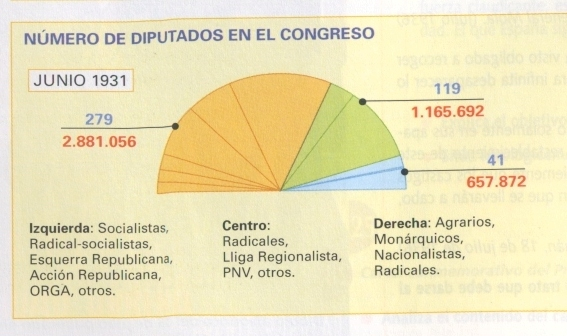 NÚMERO DE DIPUTADOS EN EL CONGRESO
JUNIO 1931
279
2.881.056
119
1.165.692
41
657.872
Izquierda: Socialistas,
Radical-socialistas,
Esquerra Republicana,
Acción Republicana,
ORGA, otros.
Centro:
Radicales,
Lliga Regionalista,
PNV, otros.
Derecha: Agrarios,
Monárquicos,
Nacionalistas,
Radicales.